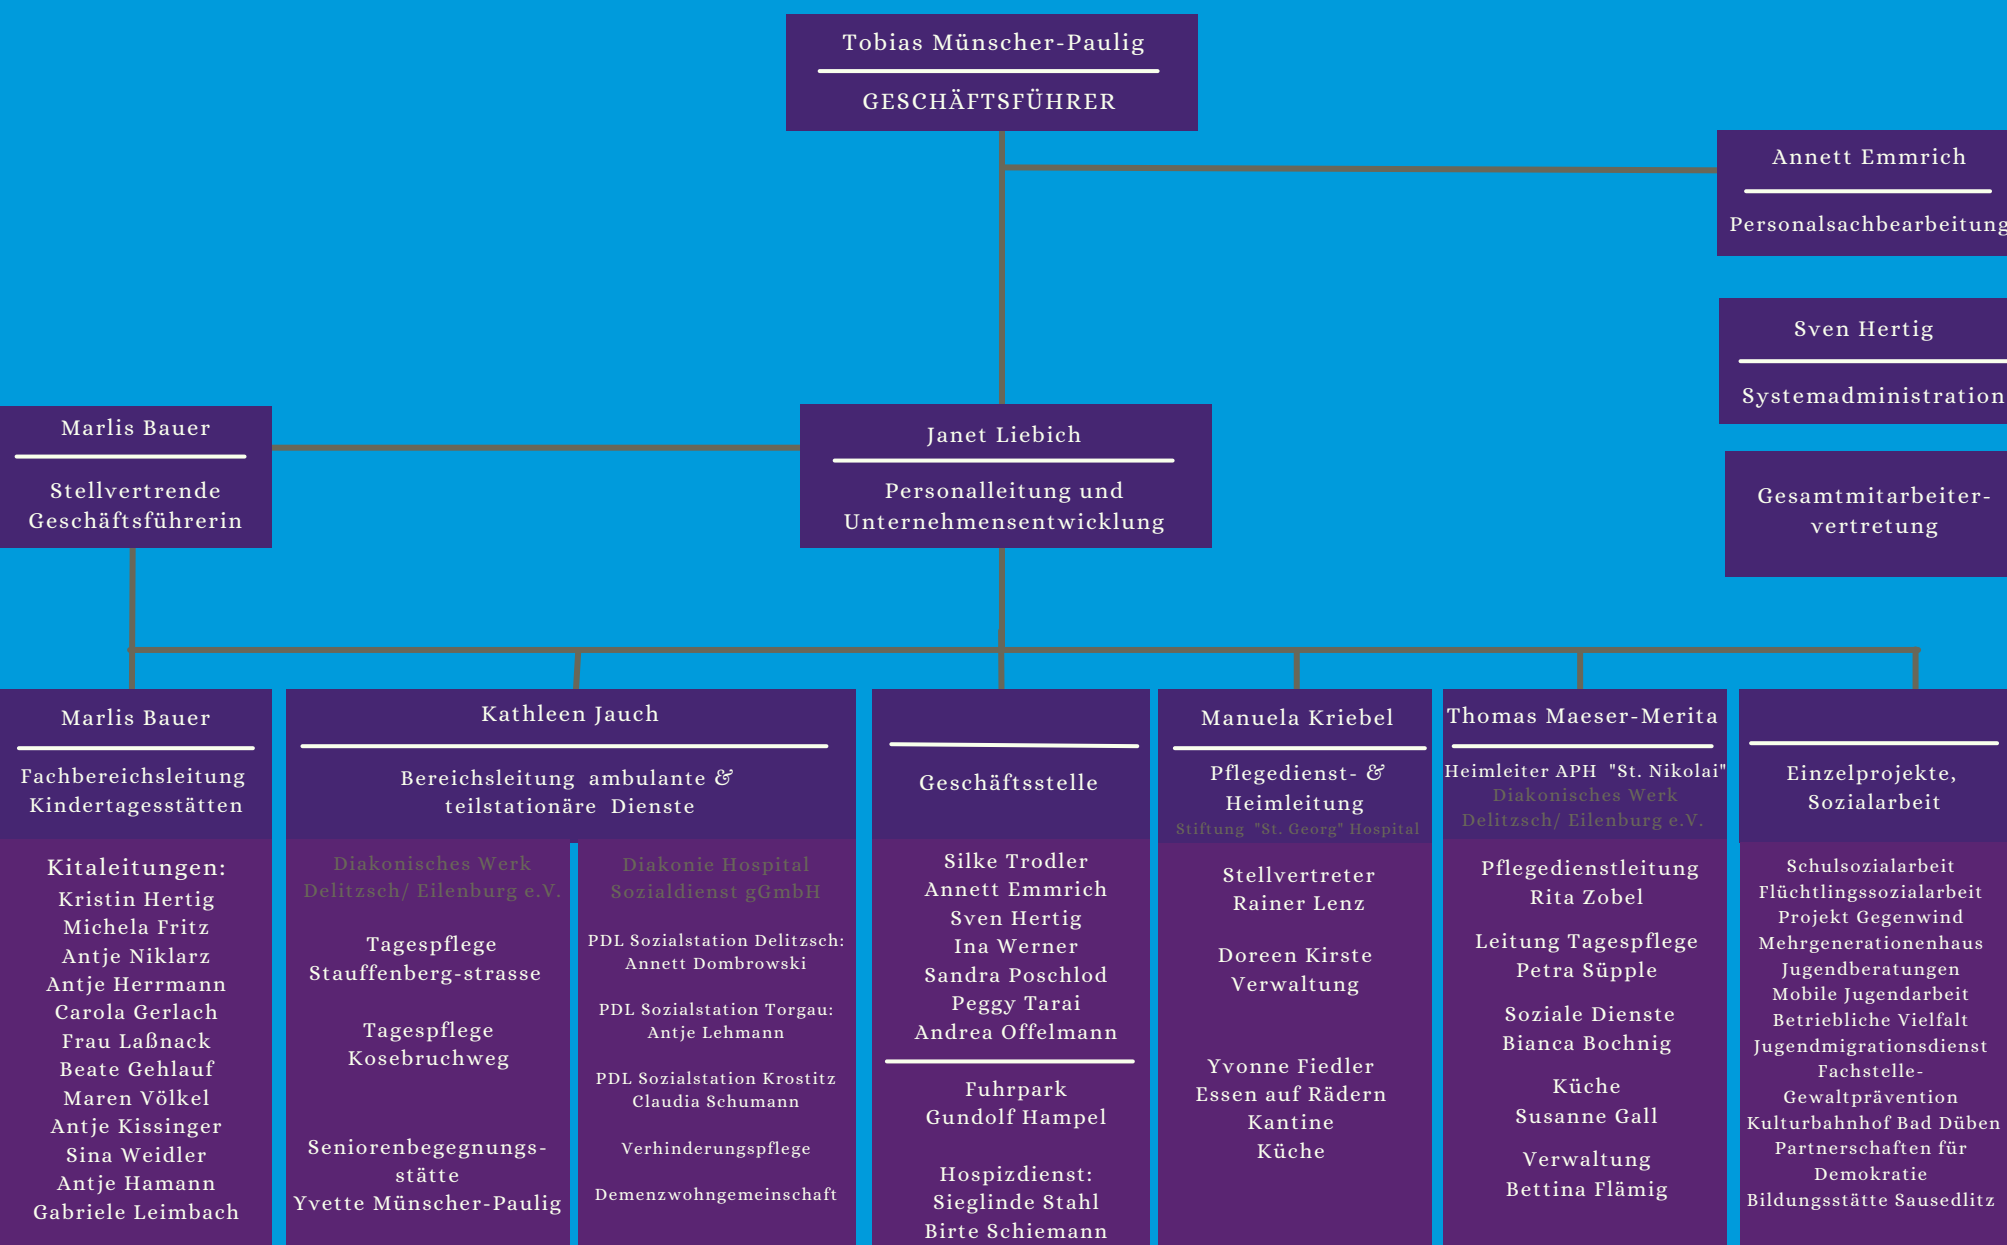 Tobias Münscher-Paulig
GESCHÄFTSFÜHRER
Annett Emmrich
Personalsachbearbeitung
Sven Hertig
Systemadministration
Gesamtmitarbeiter-
vertretung
Marlis Bauer
Stellvertrende
Geschäftsführerin
Janet Liebich
Personalleitung und
Unternehmensentwicklung
Marlis Bauer
Fachbereichsleitung
Kindertagesstätten
Kitaleitungen:
Kristin Hertig
Michela Fritz
Antje Niklarz
Antje Herrmann
Carola Gerlach
Frau Laßnack
Beate Gehlauf
Maren Völkel
Antje Kissinger
Sina Weidler
Antje Hamann
Gabriele Leimbach
Kathleen Jauch
Bereichsleitung ambulante &
teilstationäre Dienste
Diakonisches Werk
Delitzsch/ Eilenburg e.V.
Tagespflege
Stauffenberg-strasse
Tagespflege
Kosebruchweg
Seniorenbegegnungs-
stätte
Yvette Münscher-Paulig
Diakonie Hospital
Sozialdienst gGmbH
PDL Sozialstation Delitzsch:
Annett Dombrowski
PDL Sozialstation Torgau:
Antje Lehmann
PDL Sozialstation Krostitz
Claudia Schumann
Verhinderungspflege
Demenzwohngemeinschaft
Geschäftsstelle
Silke Trodler
Annett Emmrich
Sven Hertig
Ina Werner
Sandra Poschlod
Peggy Tarai
Andrea Offelmann
Fuhrpark
Gundolf Hampel
Hospizdienst:
Sieglinde Stahl
Birte Schiemann
Manuela Kriebel
Pflegedienst- &
Heimleitung
Stiftung "St. Georg" Hospital
Stellvertreter
Rainer Lenz
Doreen Kirste
Verwaltung
Yvonne Fiedler
Essen auf Rädern
Kantine
Küche
Thomas Maeser-Merita
Heimleiter APH "St. Nikolai"
Diakonisches Werk
Delitzsch/ Eilenburg e.V.
Pflegedienstleitung
Rita Zobel
Leitung Tagespflege
Petra Süpple
Soziale Dienste
Bianca Bochnig
Küche
Susanne Gall
Verwaltung
Bettina Flämig
Einzelprojekte,
Sozialarbeit
Schulsozialarbeit
Flüchtlingssozialarbeit
Projekt Gegenwind
Mehrgenerationenhaus
Jugendberatungen
Mobile Jugendarbeit
Betriebliche Vielfalt
Jugendmigrationsdienst
Fachstelle-
Gewaltprävention
Kulturbahnhof Bad Düben
Partnerschaften für
Demokratie
Bildungsstätte Sausedlitz